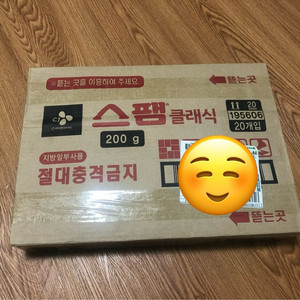 ※뜯는 곳을 이용하여 주세요.
뜯는곳
CJ
스팸 클래식
11 20
195606
20개입
200 g
지방일부사용
절대충격금지
뜯는곳